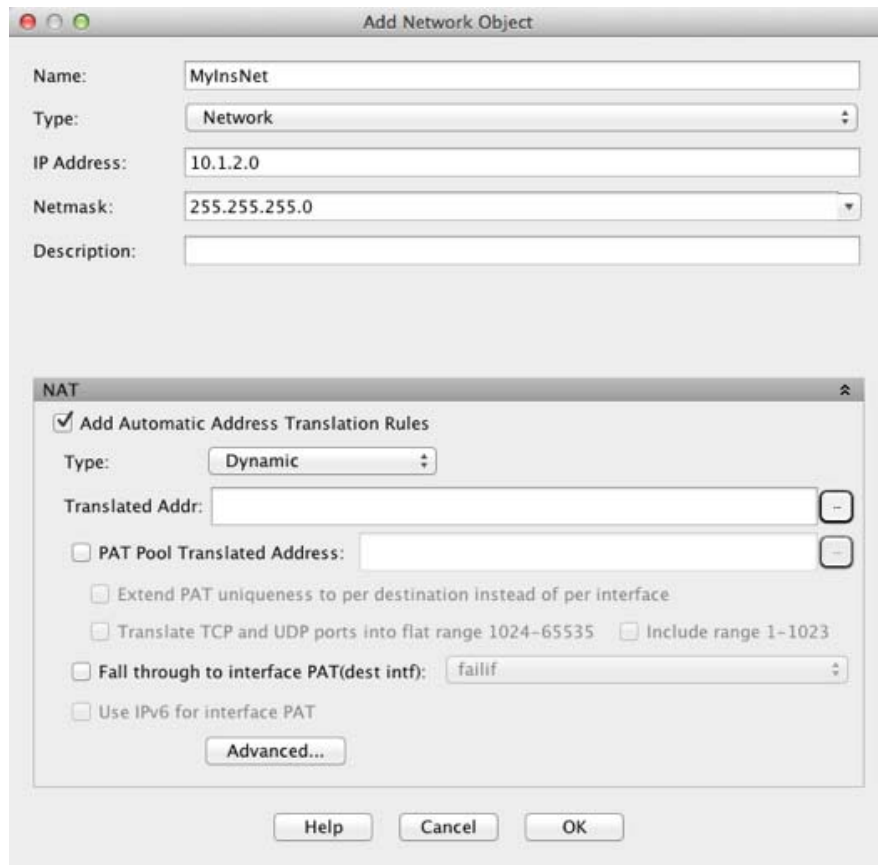 Add Network Object
Name: MyInsNet
Type: Network
IP Address: 10.1.2.0
Netmask: 255.255.255.0
Description:
NAT
Add Automatic Address Translation Rules
Type: Dynamic
Translated Addr: ...
PAT Pool Translated Address: ...
Extend PAT uniqueness to per destination instead of per interface
Translate TCP and UDP ports into flat range 1024-65535 Include range 1-1023
Fall through to interface PAT(dest intf): failif
Use IPv6 for interface PAT
Advanced...
Help Cancel OK